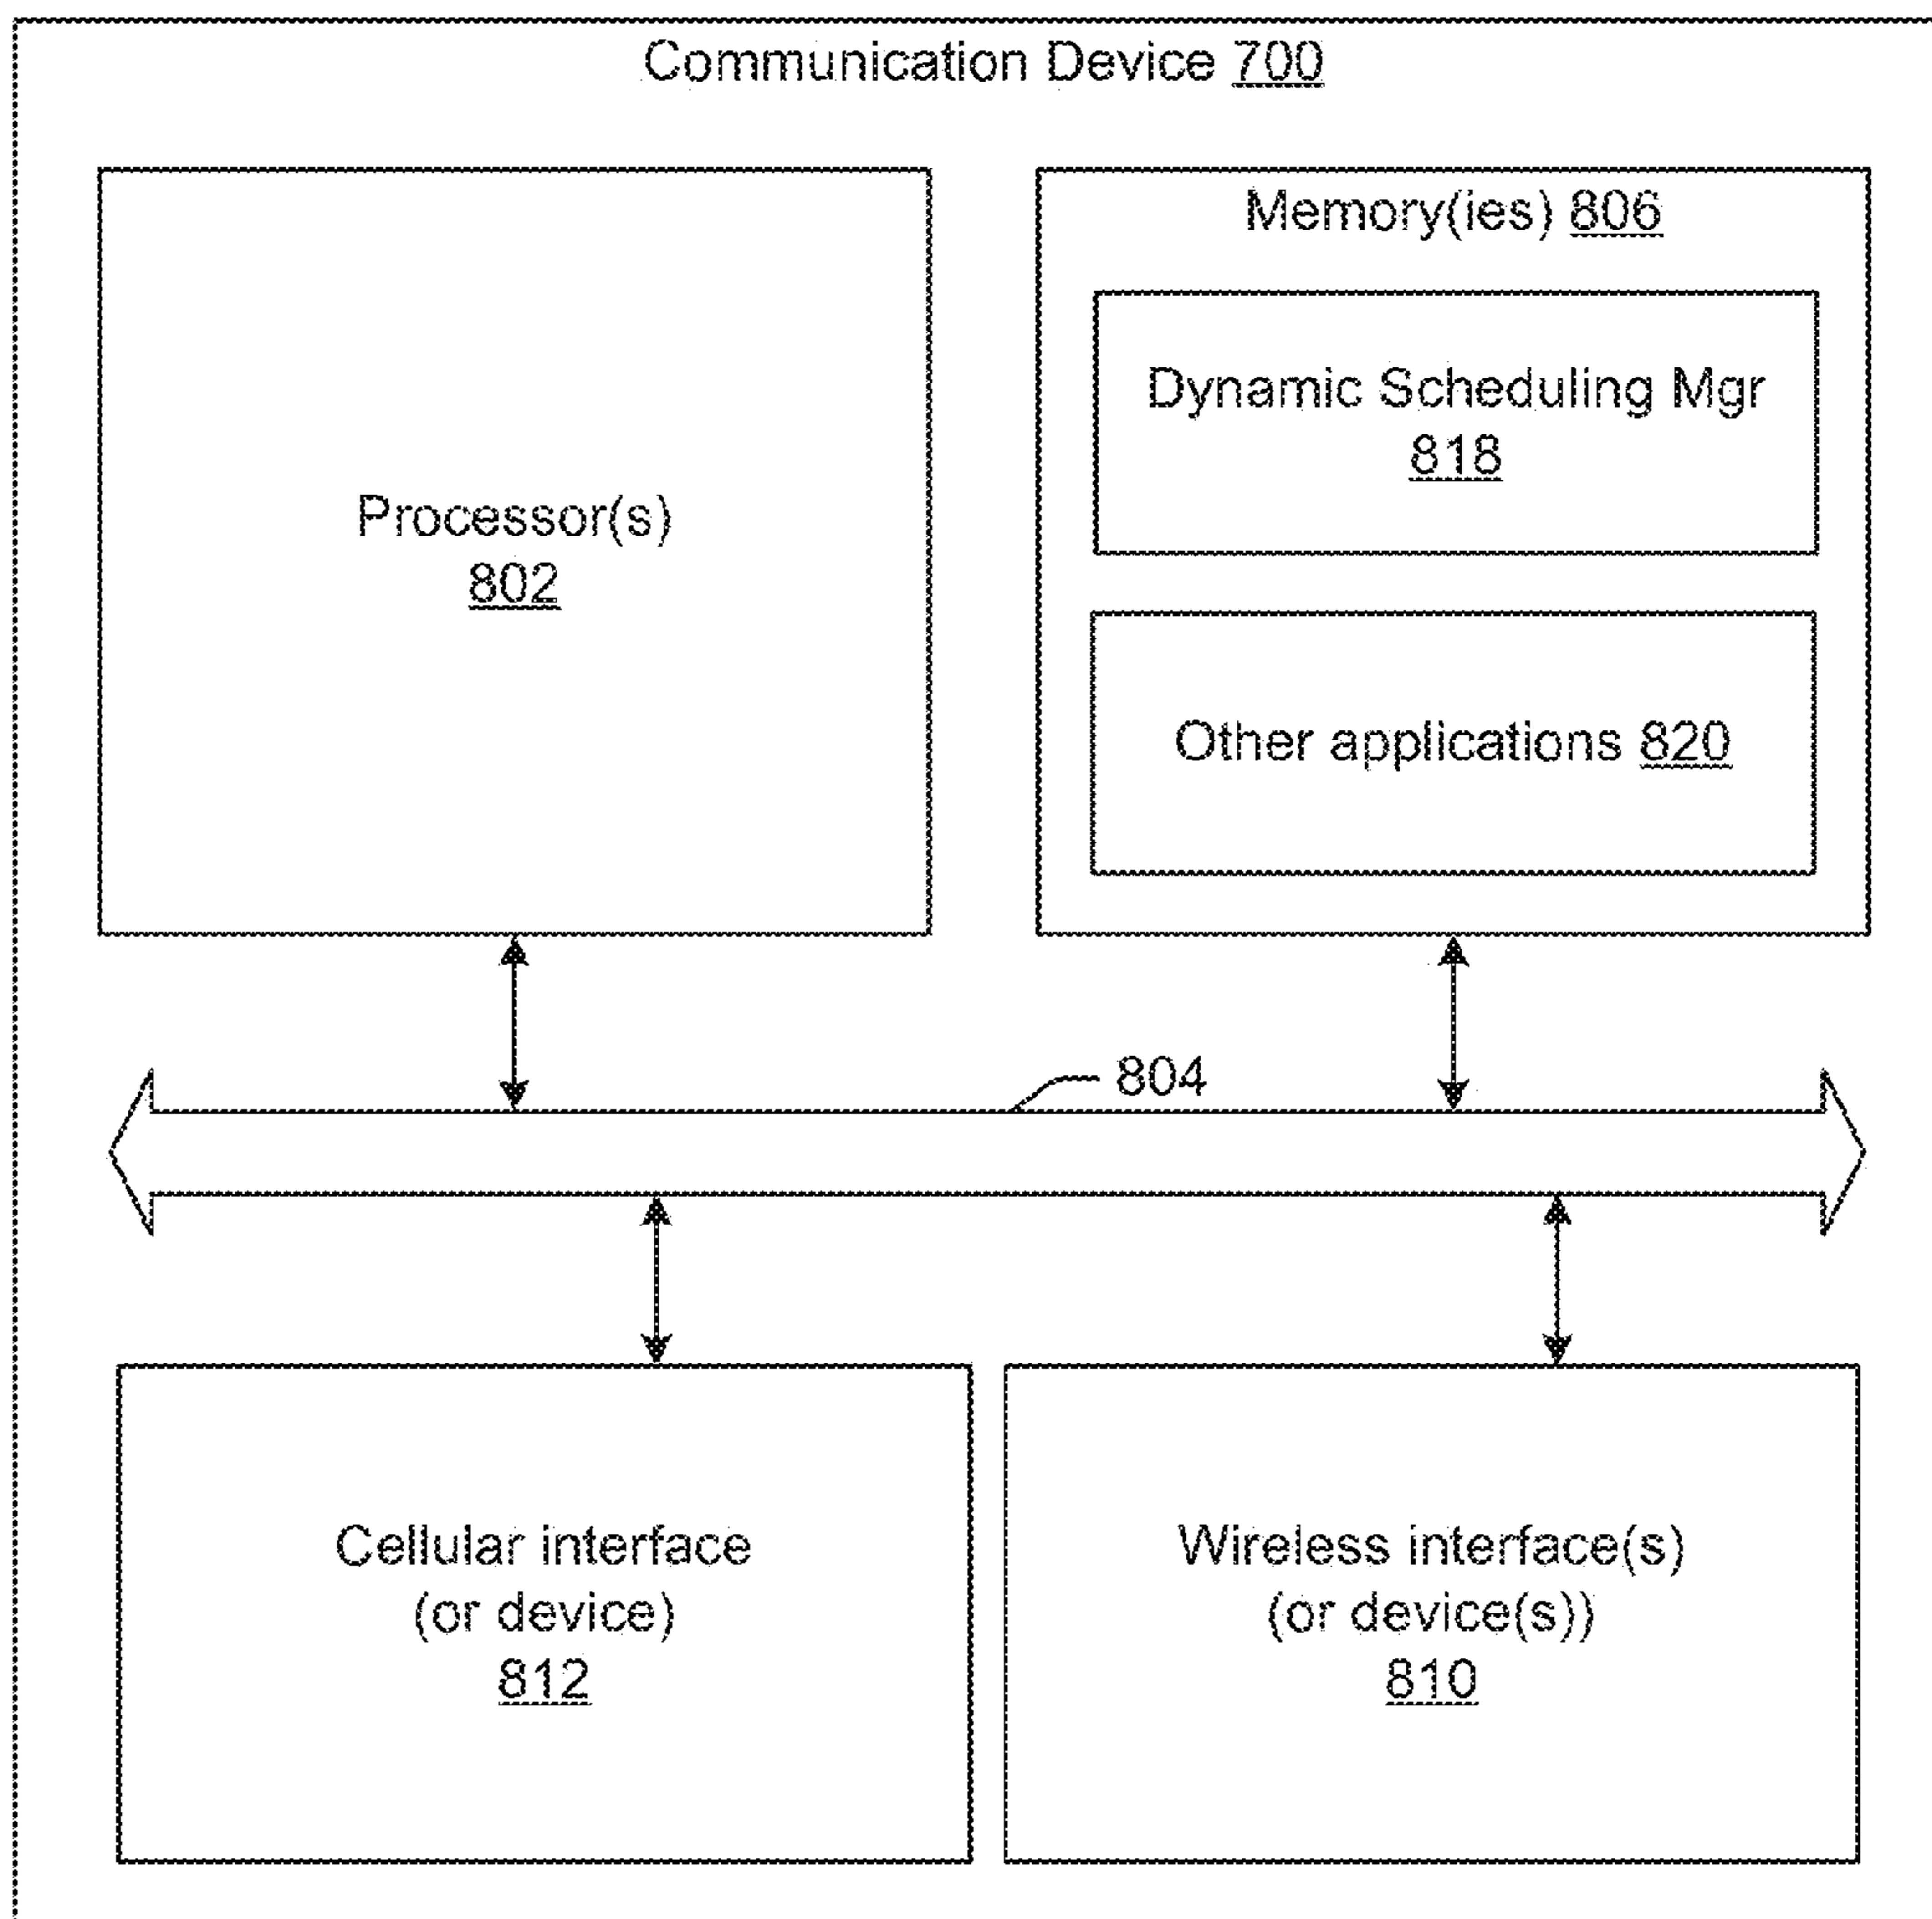 Communication Device 700
Processor(s)
802
Memory(ies) 806
Dynamic Scheduling Mgr
818
Other applications 820
804
Cellular interface
(or device)
812
Wireless interface(s)
(or device(s))
810